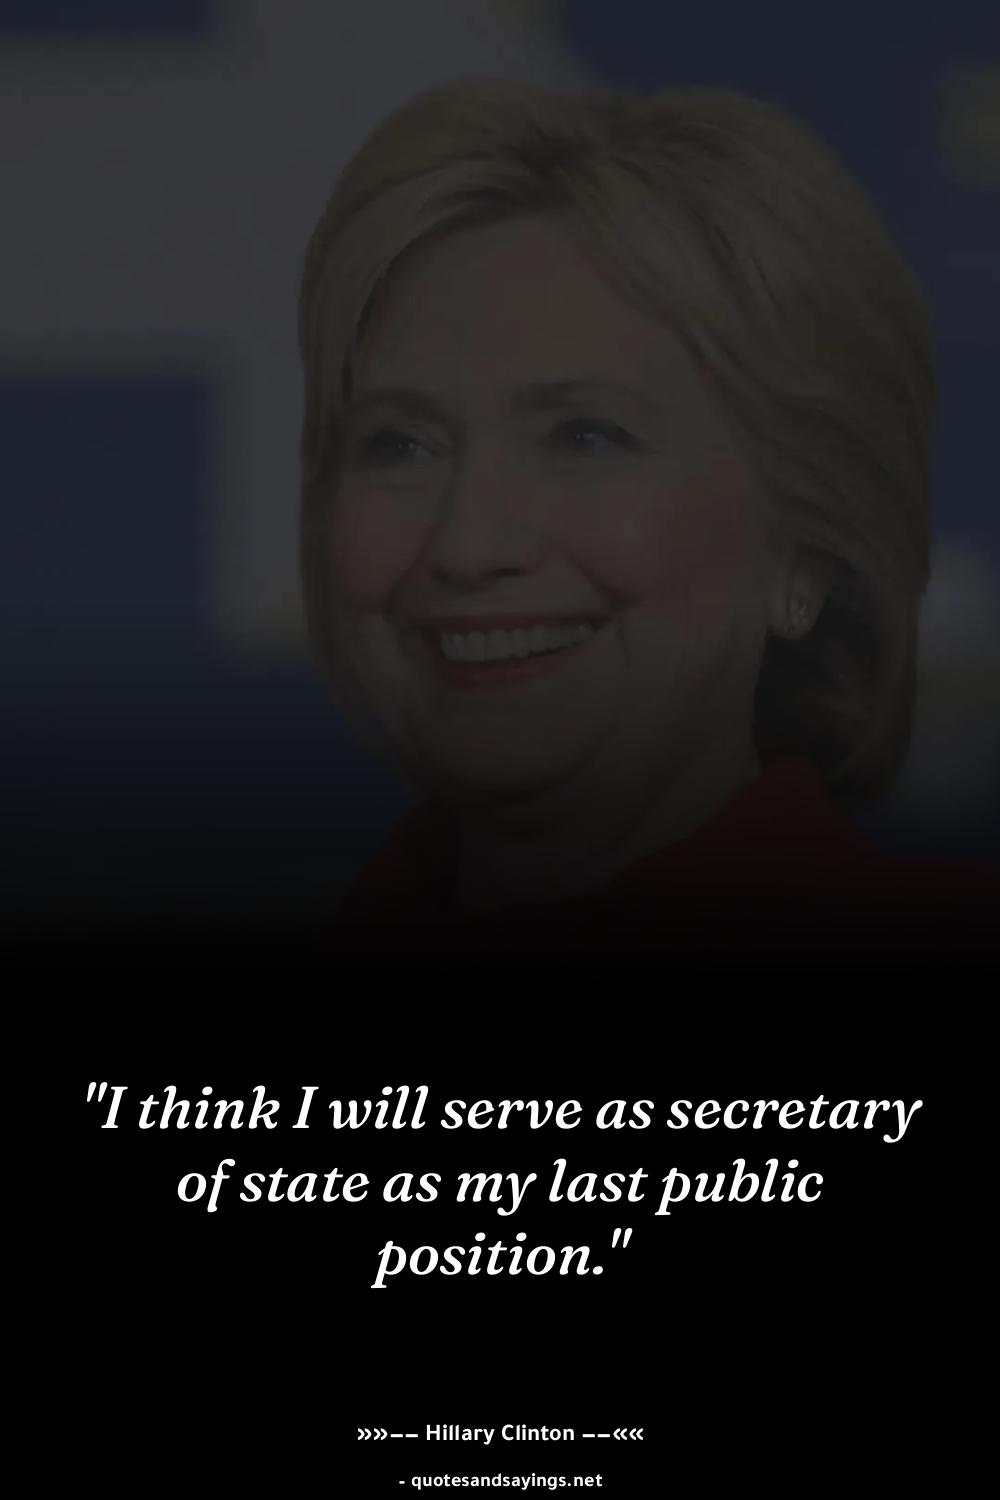 "I think I will serve as secretary
of state as my last public
position."
»»−− Hillary Clinton −−««
- quotesandsayings.net